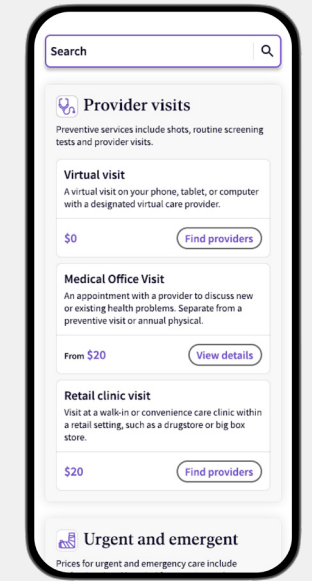 Search
Provider visits
Preventive services include shots, routine screening
tests and provider visits.
Virtual visit
A virtual visit on your phone, tablet, or computer
with a designated virtual care provider.
$0
Find providers
Medical Office Visit
An appointment with a provider to discuss new
or existing health problems. Separate from a
preventive visit or annual physical.
From $20
View details
Retail clinic visit
Visit at a walk-in or convenience care clinic within
a retail setting, such as a drugstore or big box
store.
$20
Find providers
Urgent and emergent
Prices for urgent and emergency care include